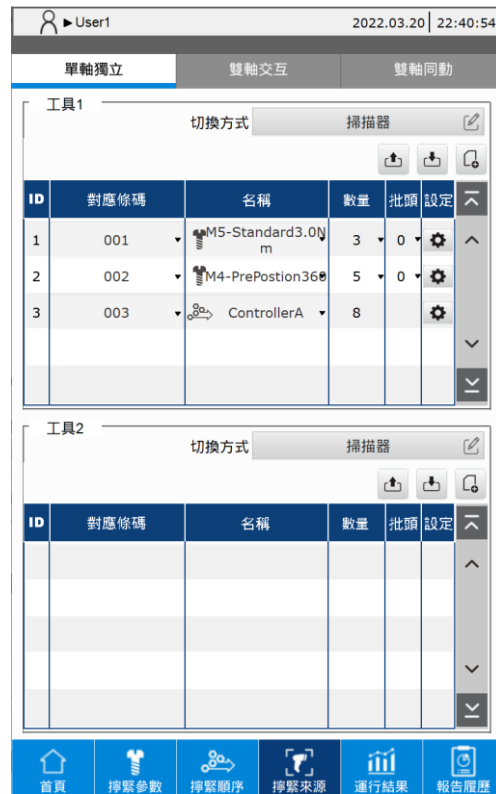 ►User1 2022.03.20 22:40:54
單軸獨立 雙軸交互 雙軸同動
工具1
切換方式 掃描器
ID 對應條碼 名稱 數量 批頭 設定
1 001 M5-Standard3.0N 3 0
m
2 002 M4-PrePostion360 5 0
3 003 ControllerA 8
工具2
切換方式 掃描器
ID 對應條碼 名稱 數量 批頭 設定
首頁 擰緊參數 擰緊順序 擰緊來源 運行結果 報告履歷